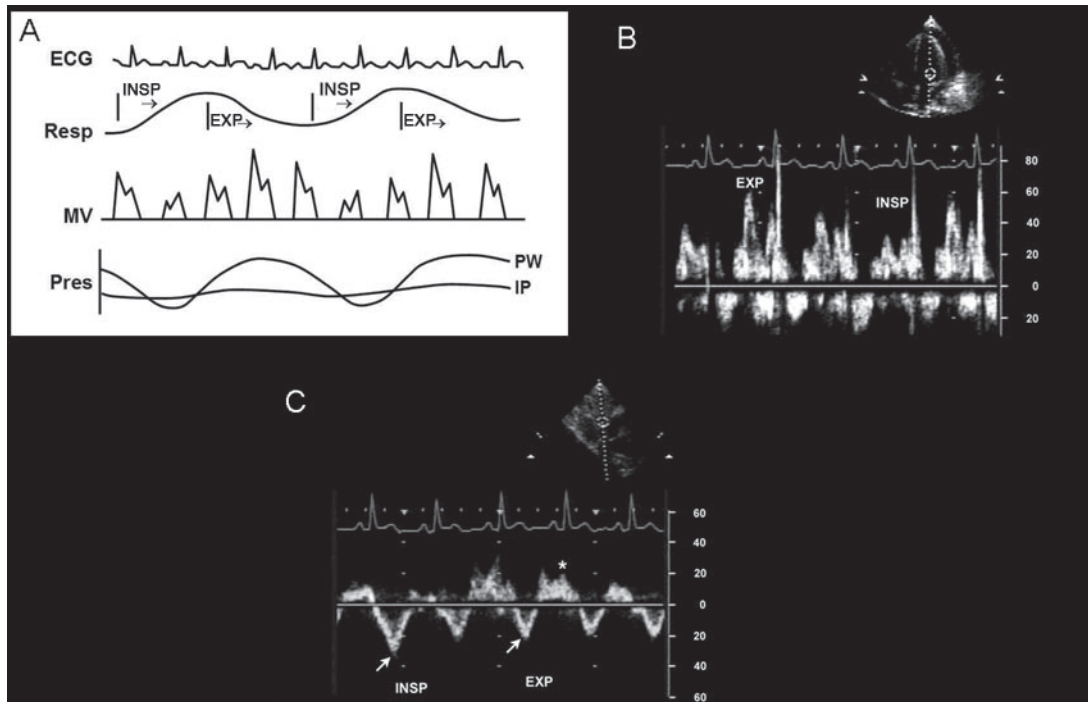 A
ECG
INSP → INSP →
Resp EXP→ EXP→
MV
Pres PW
IP
B
80
EXP 60
INSP 40
20
0
20
C
60
40
* 20
0
20
40
INSP EXP
60